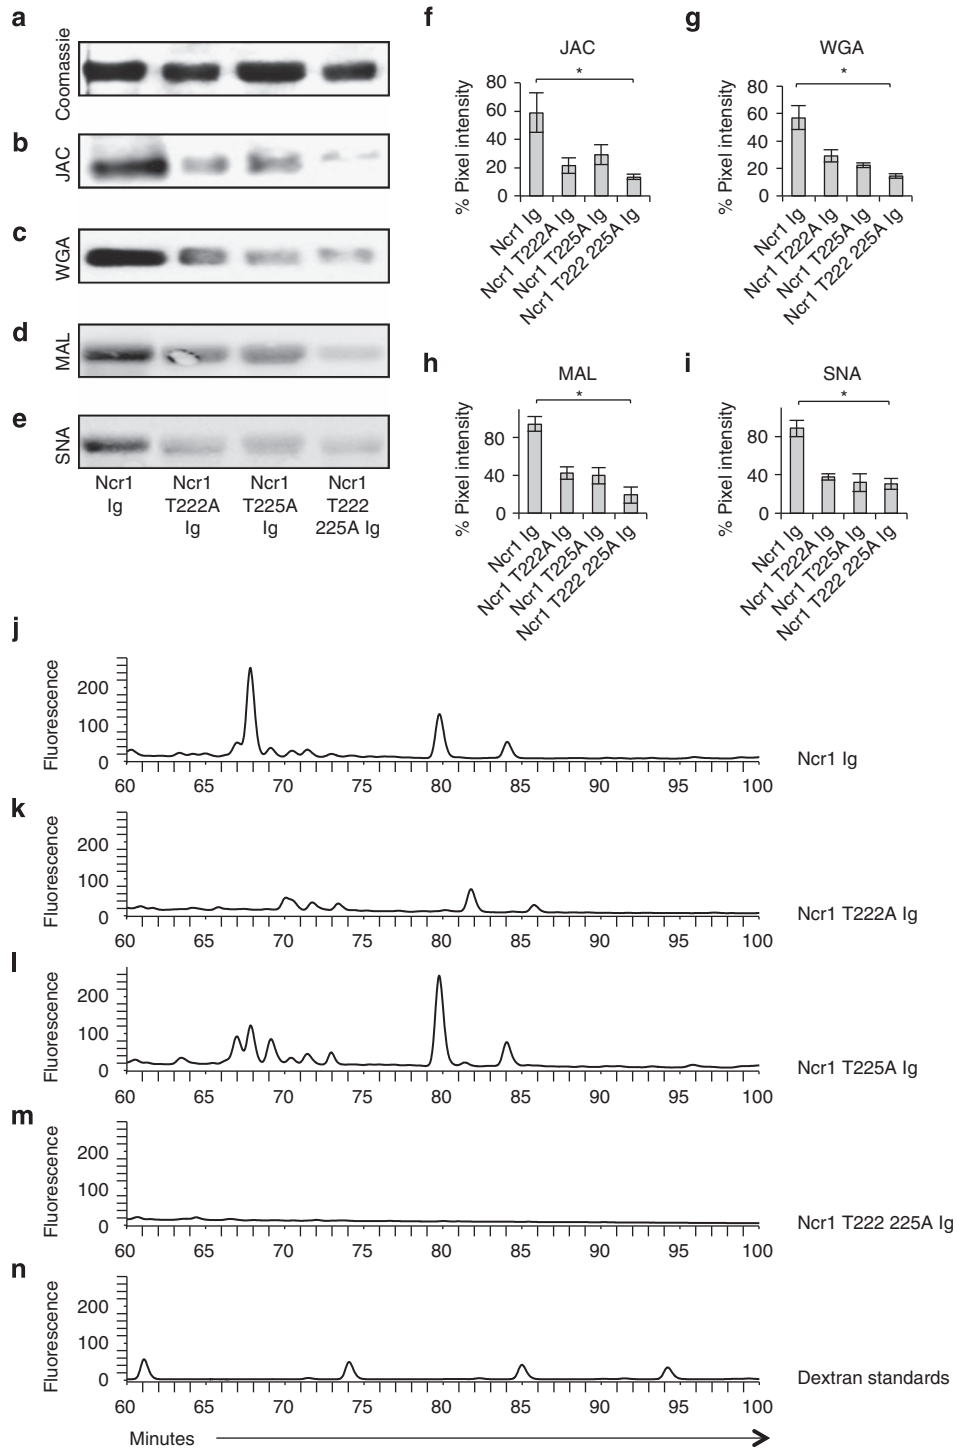 a
Coomassie
b
JAC
c
WGA
d
MAL
e
SNA
Ncr1
Ig
Ncr1
T222A
Ig
Ncr1
T225A
Ig
Ncr1
T222
225A Ig
f
JAC
*
% Pixel intensity
80
60
40
20
0
Ncr1 Ig
Ncr1 T222A Ig
Ncr1 T225A Ig
Ncr1 T222 225A Ig
g
WGA
*
% Pixel intensity
80
60
40
20
0
Ncr1 Ig
Ncr1 T222A Ig
Ncr1 T225A Ig
Ncr1 T222 225A Ig
h
MAL
*
% Pixel intensity
80
40
0
Ncr1 Ig
Ncr1 T222A Ig
Ncr1 T225A Ig
Ncr1 T222 225A Ig
i
SNA
*
% Pixel intensity
80
40
0
Ncr1 Ig
Ncr1 T222A Ig
Ncr1 T225A Ig
Ncr1 T222 225A Ig
j
Fluorescence
200
100
0
60 65 70 75 80 85 90 95 100
Ncr1 Ig
k
Fluorescence
200
100
0
60 65 70 75 80 85 90 95 100
Ncr1 T222A Ig
l
Fluorescence
200
100
0
60 65 70 75 80 85 90 95 100
Ncr1 T225A Ig
m
Fluorescence
200
100
0
60 65 70 75 80 85 90 95 100
Ncr1 T222 225A Ig
n
Fluorescence
200
100
0
60 65 70 75 80 85 90 95 100
Dextran standards
Minutes